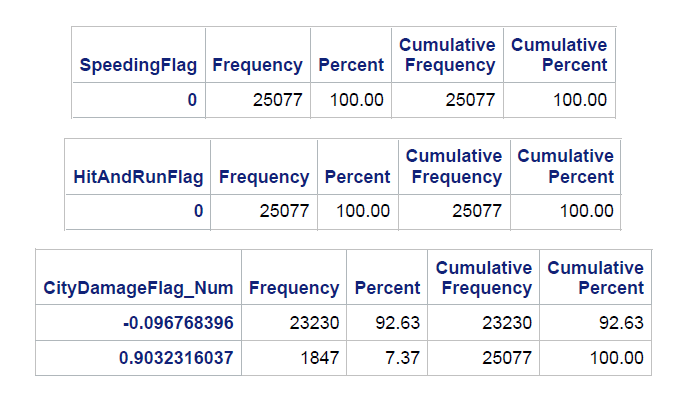 SpeedingFlag Frequency Percent Cumulative Frequency Cumulative Percent
0 25077 100.00 25077 100.00
HitAndRunFlag Frequency Percent Cumulative Frequency Cumulative Percent
0 25077 100.00 25077 100.00
CityDamageFlag_Num Frequency Percent Cumulative Frequency Cumulative Percent
-0.096768396 23230 92.63 23230 92.63
0.9032316037 1847 7.37 25077 100.00